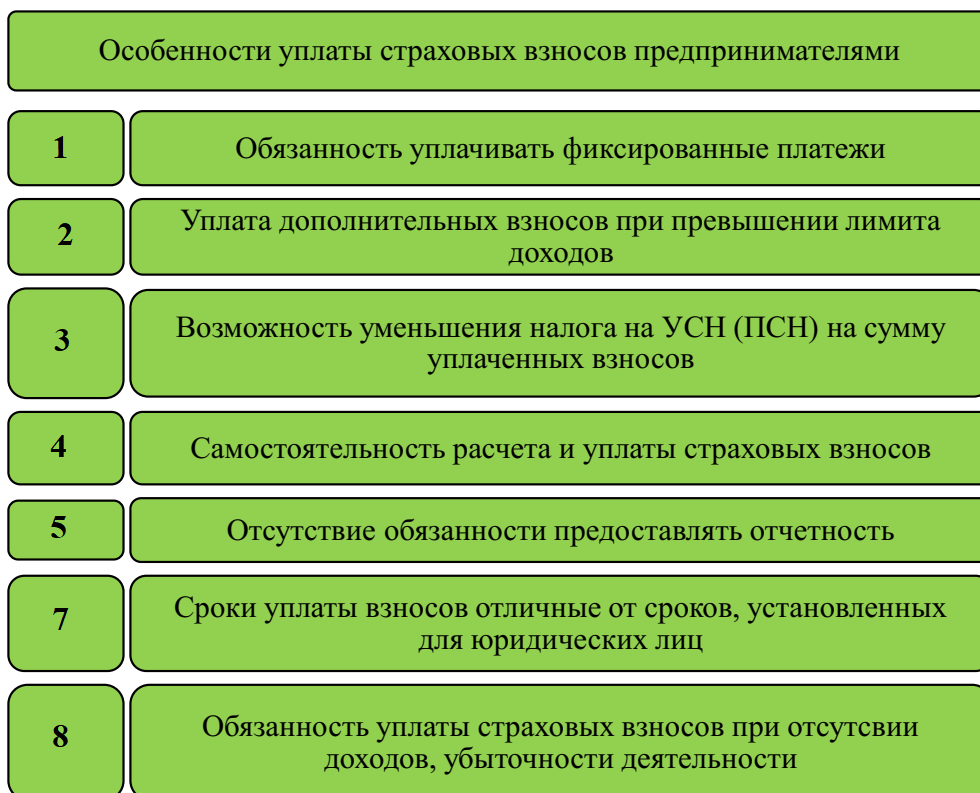 Особенности уплаты страховых взносов предпринимателями
1
Обязанность уплачивать фиксированные платежи
2
Уплата дополнительных взносов при превышении лимита
доходов
3
Возможность уменьшения налога на УСН (ПСН) на сумму
уплаченных взносов
4
Самостоятельность расчета и уплаты страховых взносов
5
Отсутствие обязанности предоставлять отчетность
7
Сроки уплаты взносов отличные от сроков, установленных
для юридических лиц
8
Обязанность уплаты страховых взносов при отсутсвии
доходов, убыточности деятельности